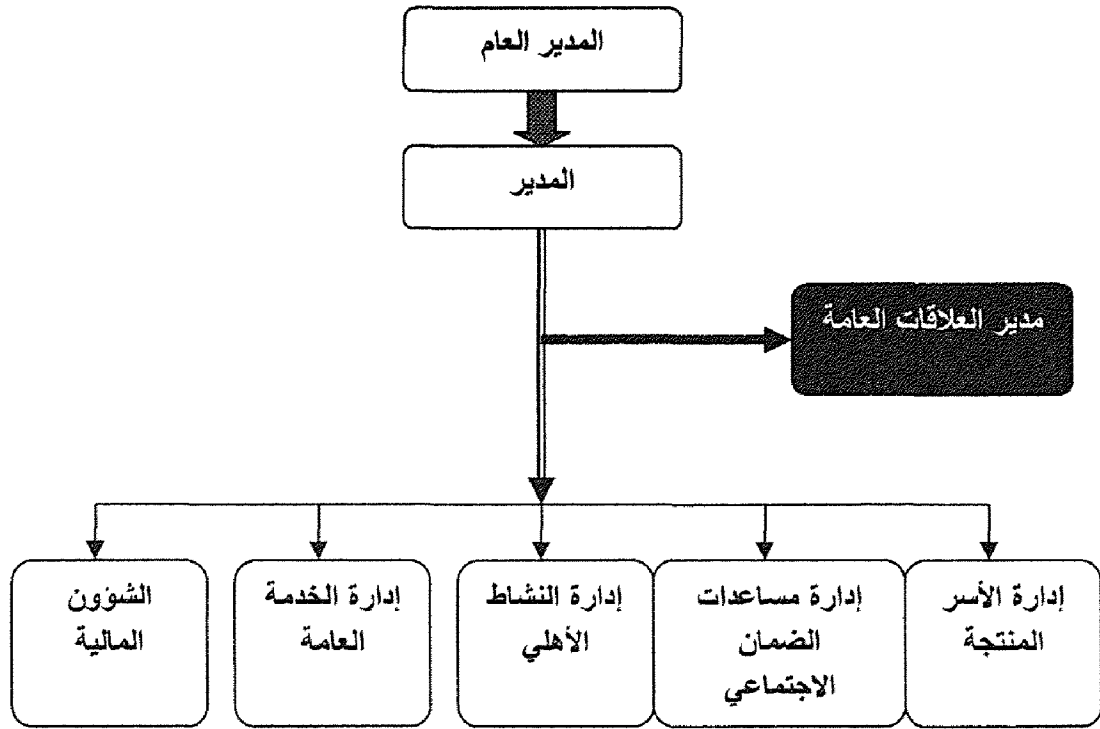 المدير العام
المدير
مدير العلاقات العامة
إدارة الأسر
المنتجة
إدارة مساعدات
الضمان
الاجتماعي
إدارة النشاط
الأهلي
إدارة الخدمة
العامة
الشؤون
المالية